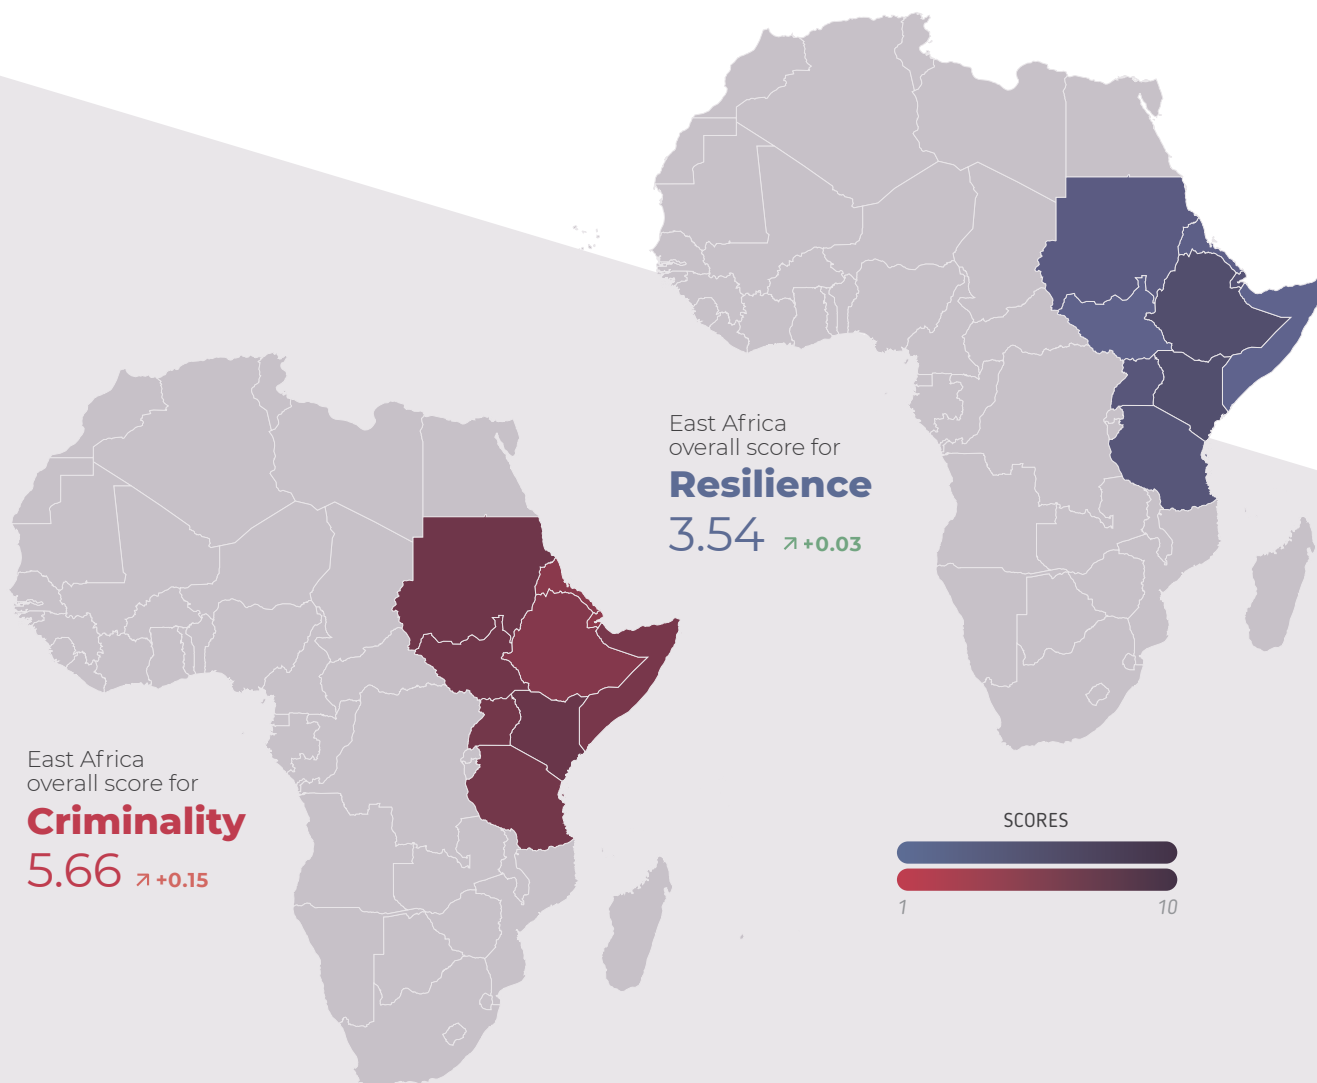 East Africa
overall score for
Resilience
3.54 ↗ +0.03
East Africa
overall score for
Criminality
5.66 ↗ +0.15
SCORES
1 10